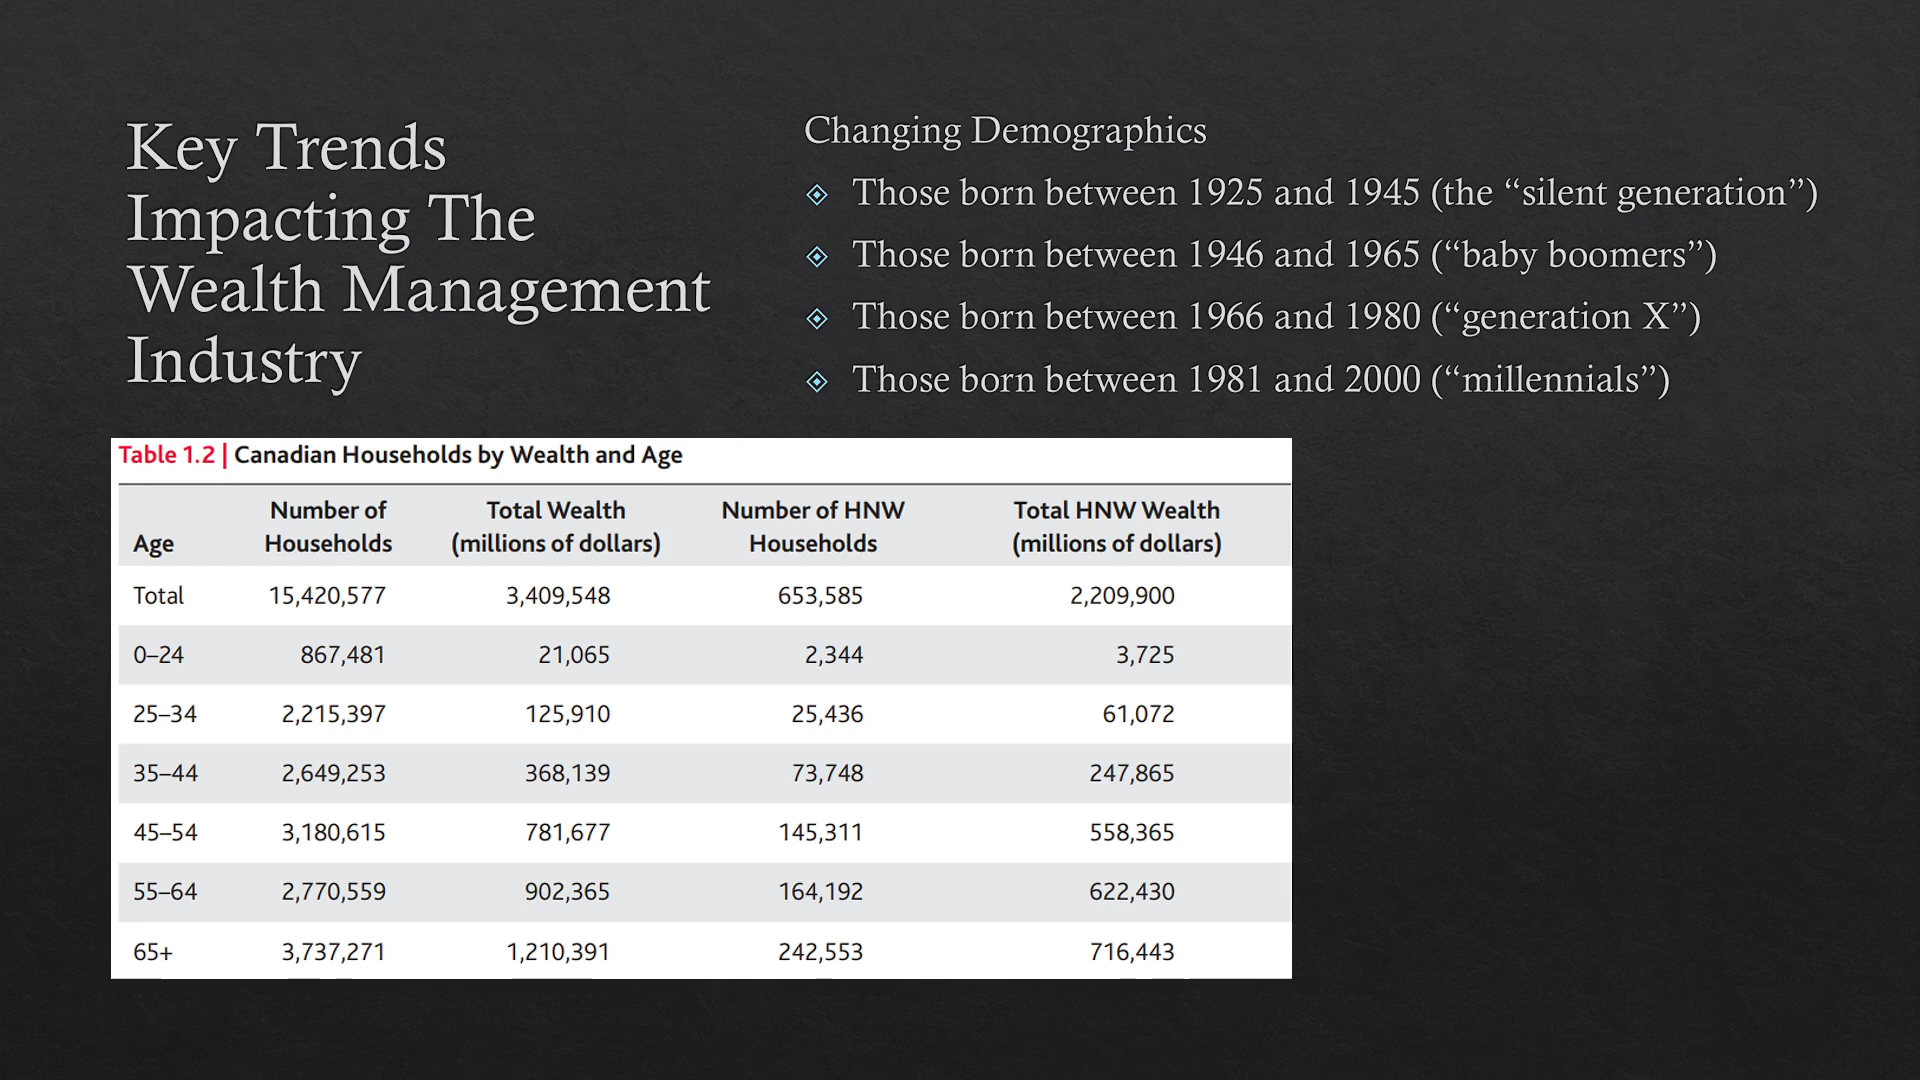 Key Trends
Impacting The
Wealth Management
Industry
Changing Demographics
Those born between 1925 and 1945 (the “silent generation”)
Those born between 1946 and 1965 (“baby boomers”)
Those born between 1966 and 1980 (“generation X”)
Those born between 1981 and 2000 (“millennials”)
Table 1.2 | Canadian Households by Wealth and Age
Age Number of Households Total Wealth (millions of dollars) Number of HNW Households Total HNW Wealth (millions of dollars)
Total 15,420,577 3,409,548 653,585 2,209,900
0–24 867,481 21,065 2,344 3,725
25–34 2,215,397 125,910 25,436 61,072
35–44 2,649,253 368,139 73,748 247,865
45–54 3,180,615 781,677 145,311 558,365
55–64 2,770,559 902,365 164,192 622,430
65+ 3,737,271 1,210,391 242,553 716,443